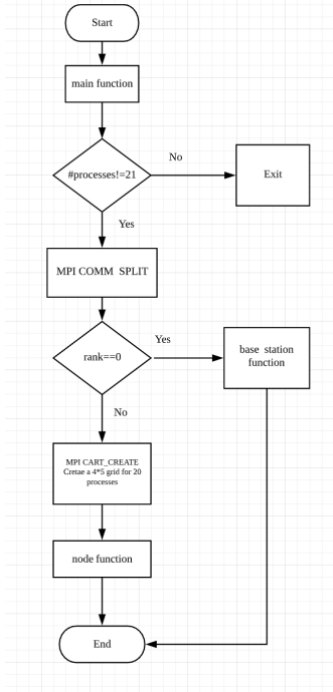 Start
main function
#processes!=21
No
Exit
Yes
MPI COMM SPLIT
rank==0
Yes
base station
function
No
MPI CART_CREATE
Cretae a 4*5 grid for 20
processes
node function
End